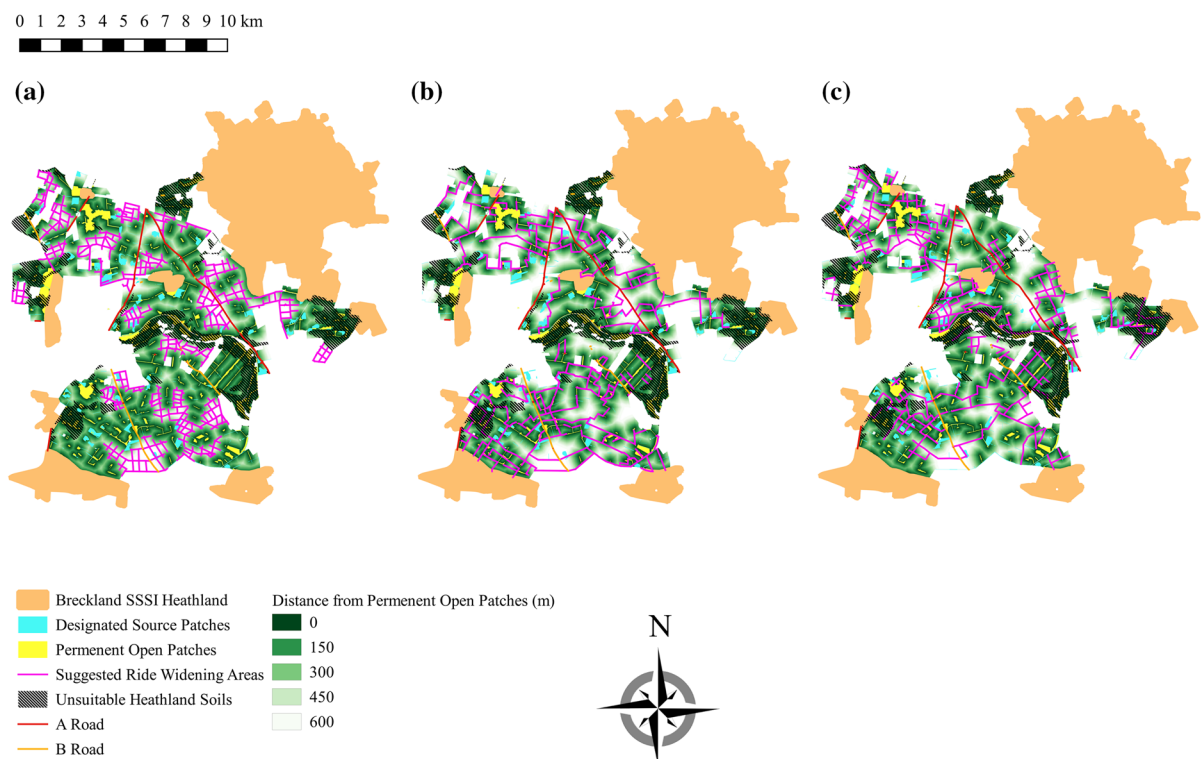 0 1 2 3 4 5 6 7 8 9 10 km
(a) (b) (c)
Breckland SSSI Heathland
Designated Source Patches
Permenent Open Patches
Suggested Ride Widening Areas
Unsuitable Heathland Soils
A Road
B Road
Distance from Permenent Open Patches (m)
0
150
300
450
600
N